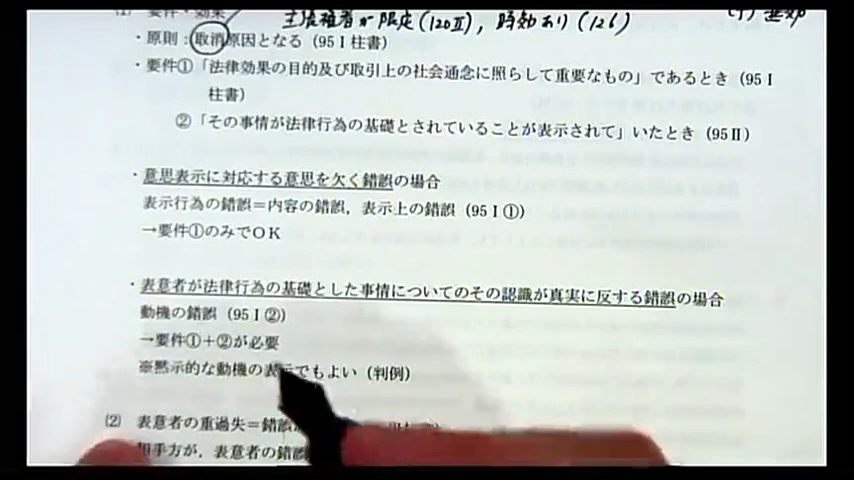 (1) 要件・効果
主張権者が限定(120Ⅱ), 時効あり(126)
・原則:取消原因となる(95Ⅰ柱書)
・要件①「法律効果の目的及び取引上の社会通念に照らして重要なもの」であるとき(95Ⅰ
柱書)
②「その事情が法律行為の基礎とされていることが表示されて」いたとき(95Ⅱ)
・意思表示に対応する意思を欠く錯誤の場合
表示行為の錯誤=内容の錯誤,表示上の錯誤(95Ⅰ①)
→要件①のみでOK
・表意者が法律行為の基礎とした事情についてのその認識が真実に反する錯誤の場合
動機の錯誤(95Ⅰ②)
→要件①+②が必要
※黙示的な動機の表示でもよい(判例)
(2) 表意者の重過失=錯誤
相手方が,表意者の錯誤